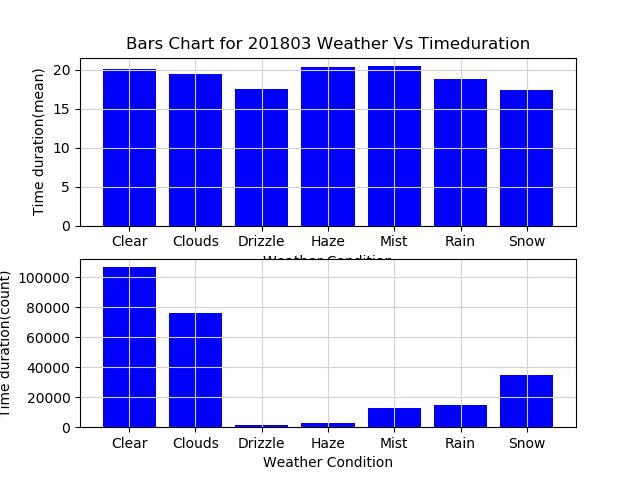 Bars Chart for 201803 Weather Vs Timeduration
Time duration(mean)
20
15
10
5
0
Clear Clouds Drizzle Haze Mist Rain Snow
Weather Condition
Time duration(count)
100000
80000
60000
40000
20000
0
Clear Clouds Drizzle Haze Mist Rain Snow
Weather Condition